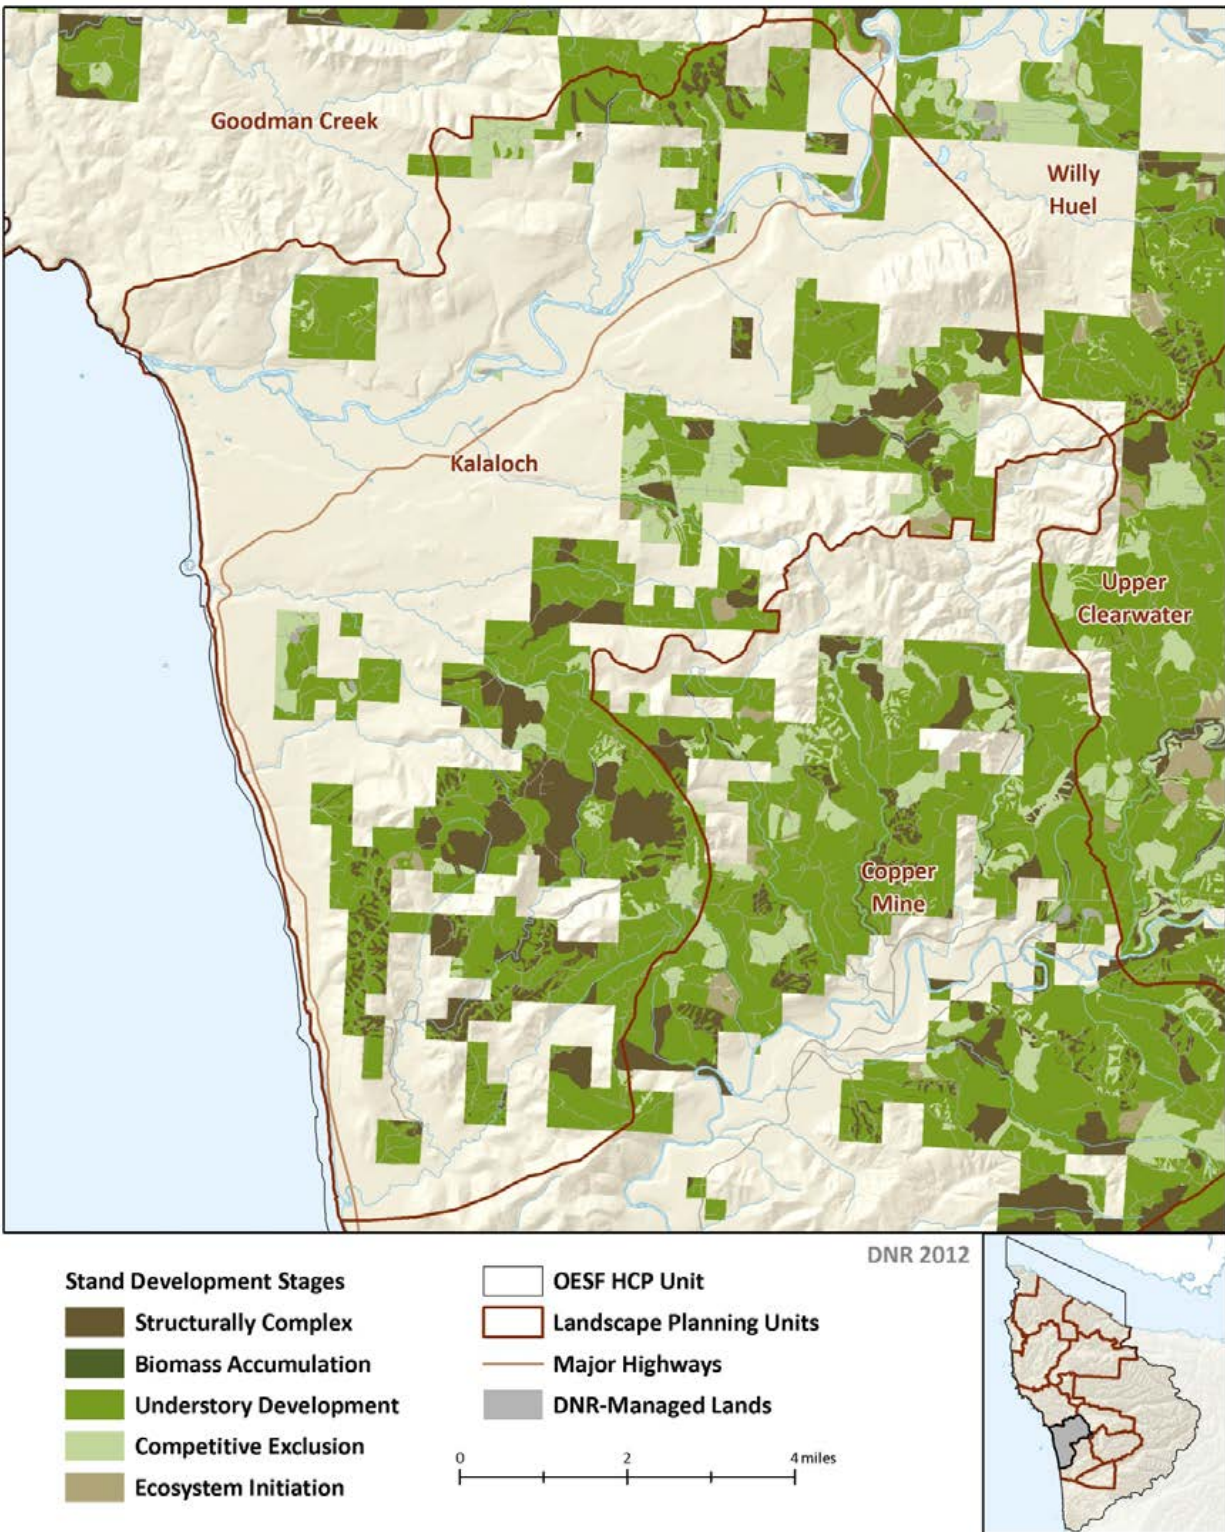 Goodman Creek
Willy
Huel
Kalaloch
Upper
Clearwater
Copper
Mine
DNR 2012
Stand Development Stages
Structurally Complex
Biomass Accumulation
Understory Development
Competitive Exclusion
Ecosystem Initiation
OESF HCP Unit
Landscape Planning Units
Major Highways
DNR-Managed Lands
0 2 4 miles